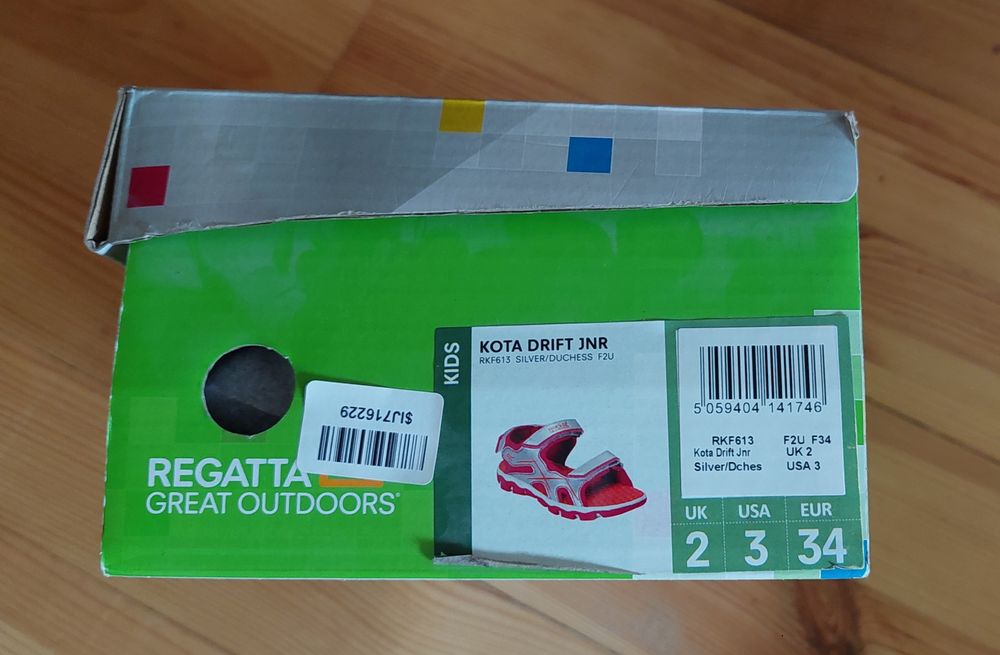 KIDS
KOTA DRIFT JNR
RKF613 SILVER/DUCHESS F2U
5 059404 141746
RKF613 F2U F34
Kota Drift Jnr UK 2
Silver/Dches USA 3
UK USA EUR
2 3 34
$IJ716229
REGATTA
GREAT OUTDOORS